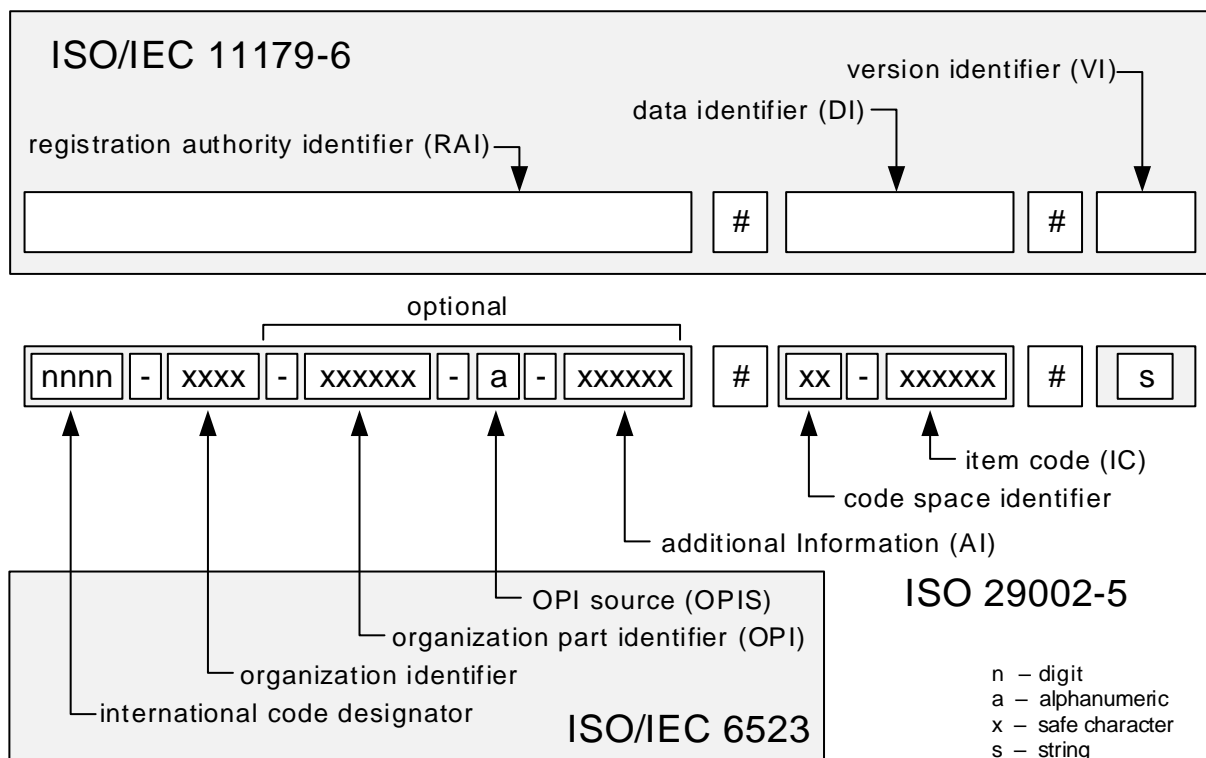 ISO/IEC 11179-6
version identifier (VI)
data identifier (DI)
registration authority identifier (RAI)
# #
optional
nnnn - xxxx - xxxxxx - a - xxxxxx # xx - xxxxxx # s
item code (IC)
code space identifier
additional Information (AI)
ISO 29002-5
OPI source (OPIS)
organization part identifier (OPI)
organization identifier
international code designator
ISO/IEC 6523
n – digit
a – alphanumeric
x – safe character
s – string